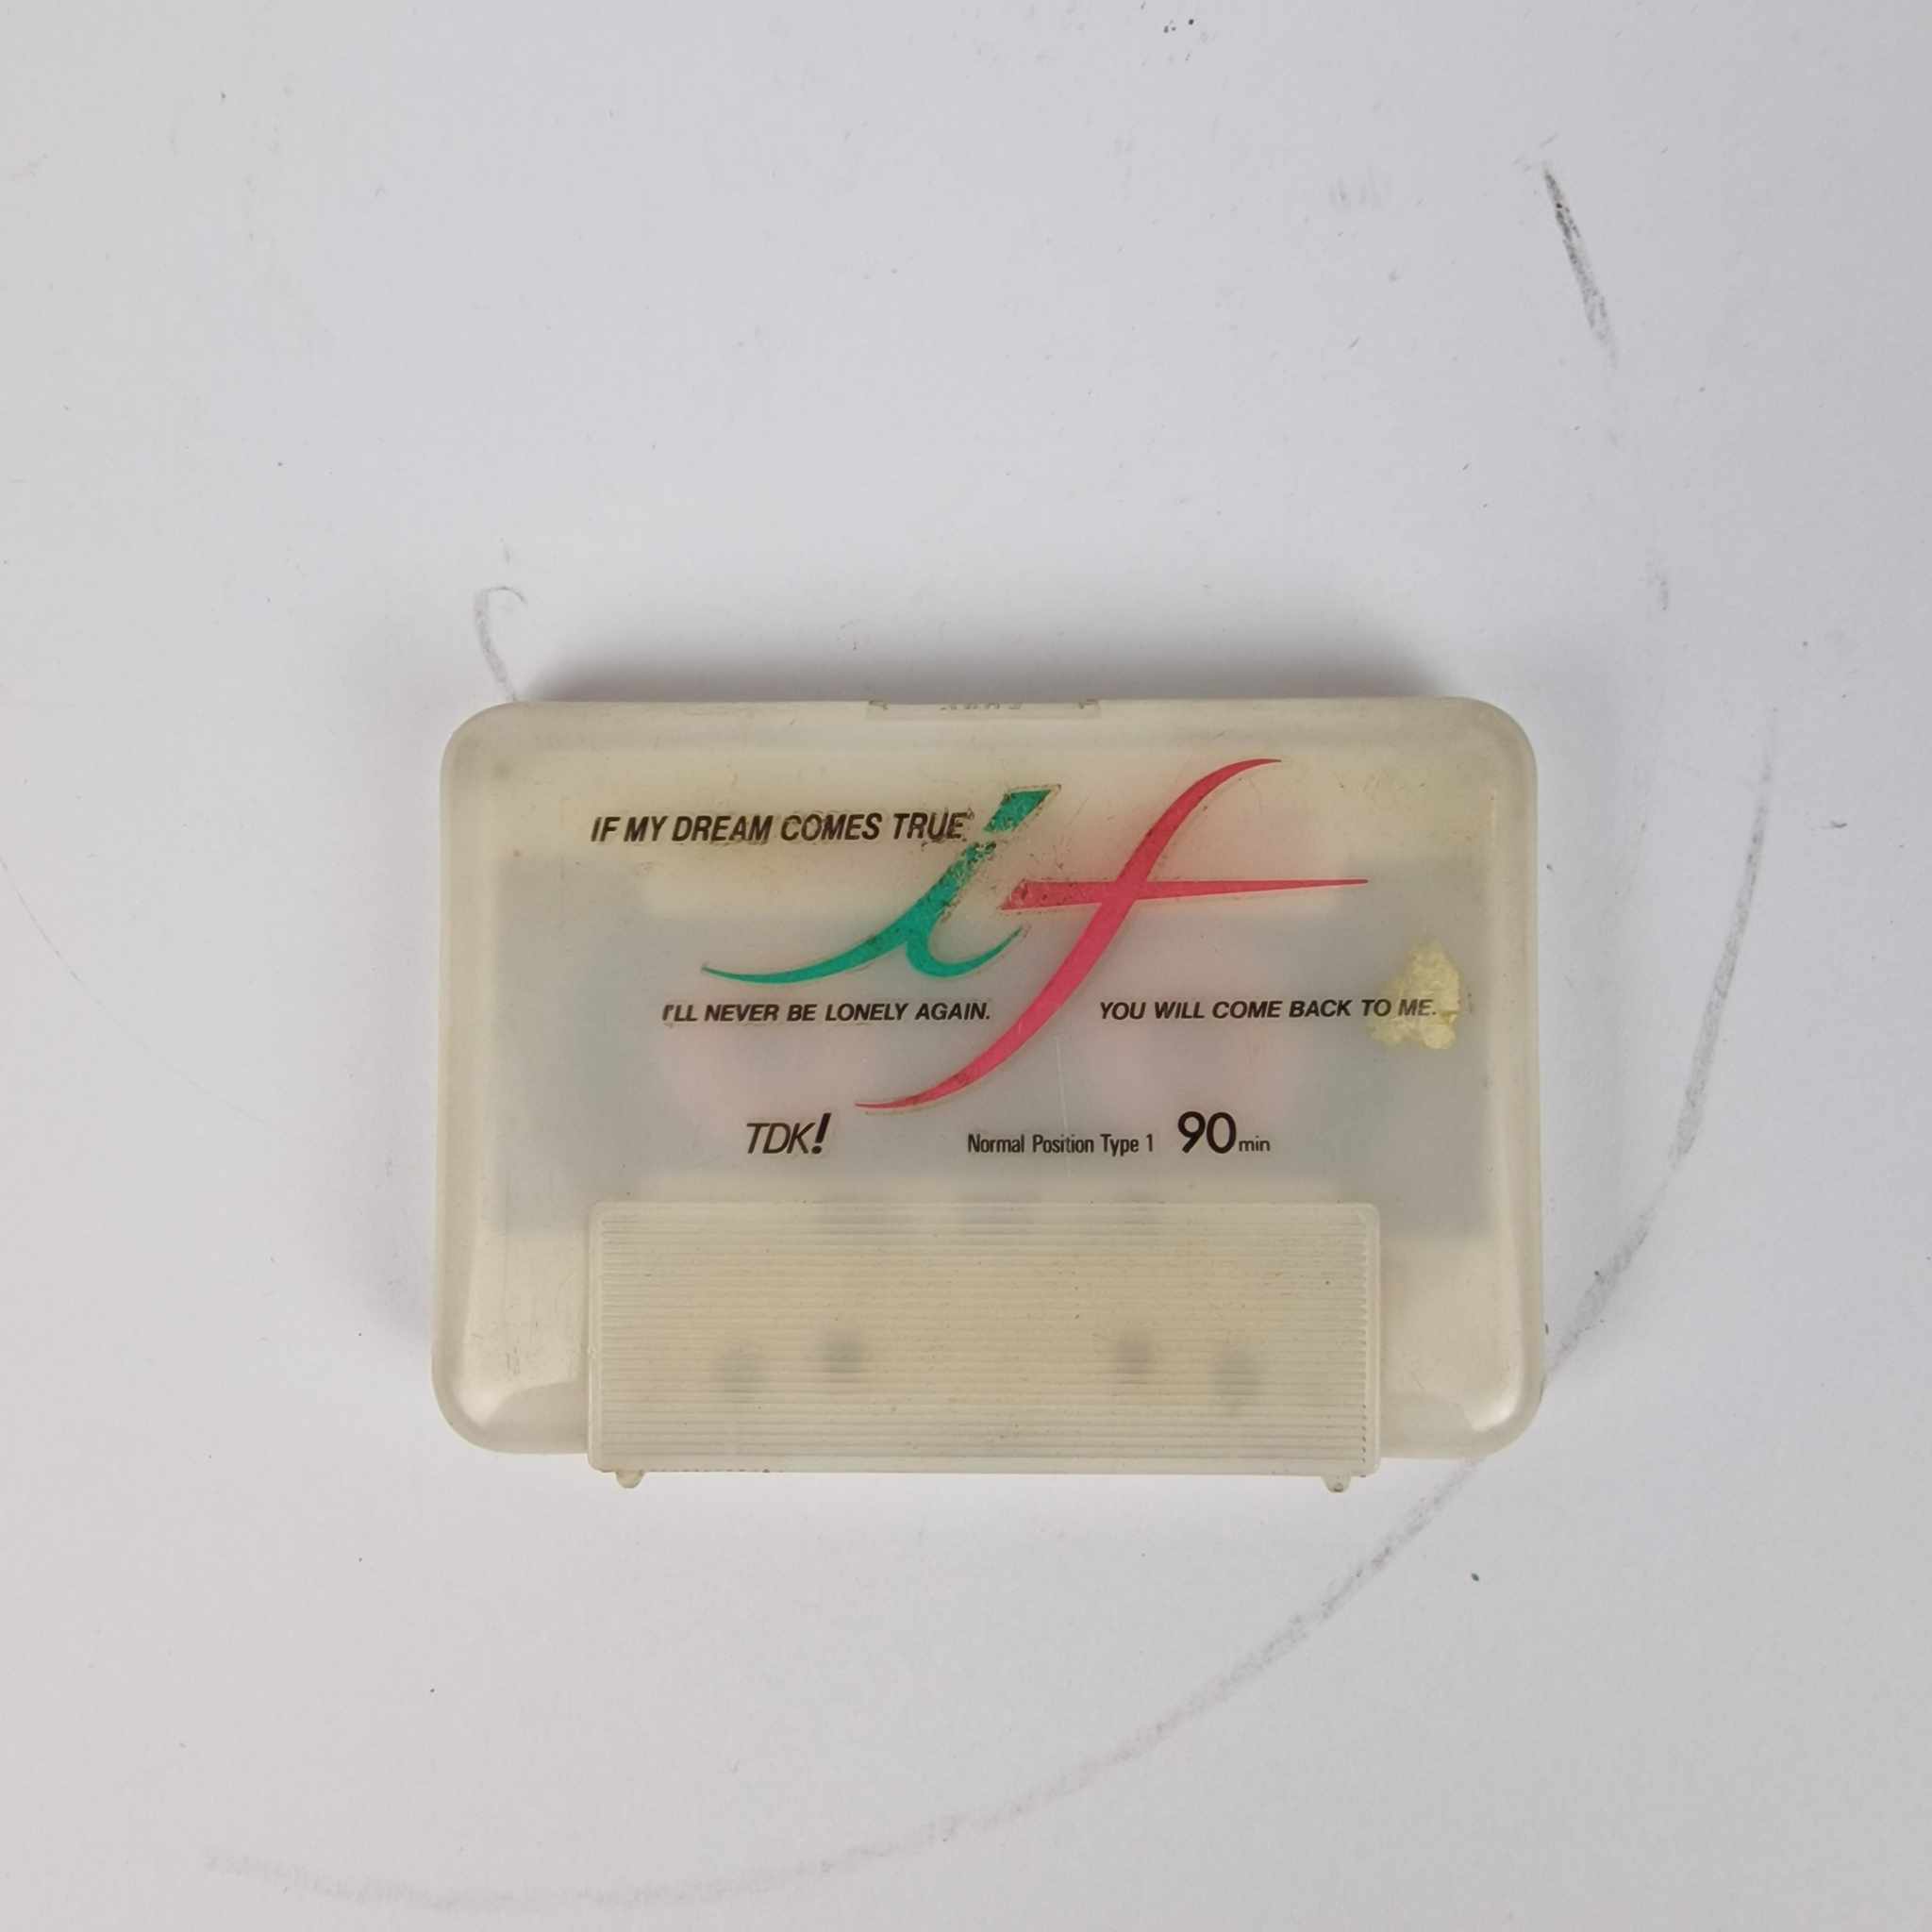 IF MY DREAM COMES TRUE
if
I'LL NEVER BE LONELY AGAIN. YOU WILL COME BACK TO ME.
TDK! Normal Position Type 1 90min